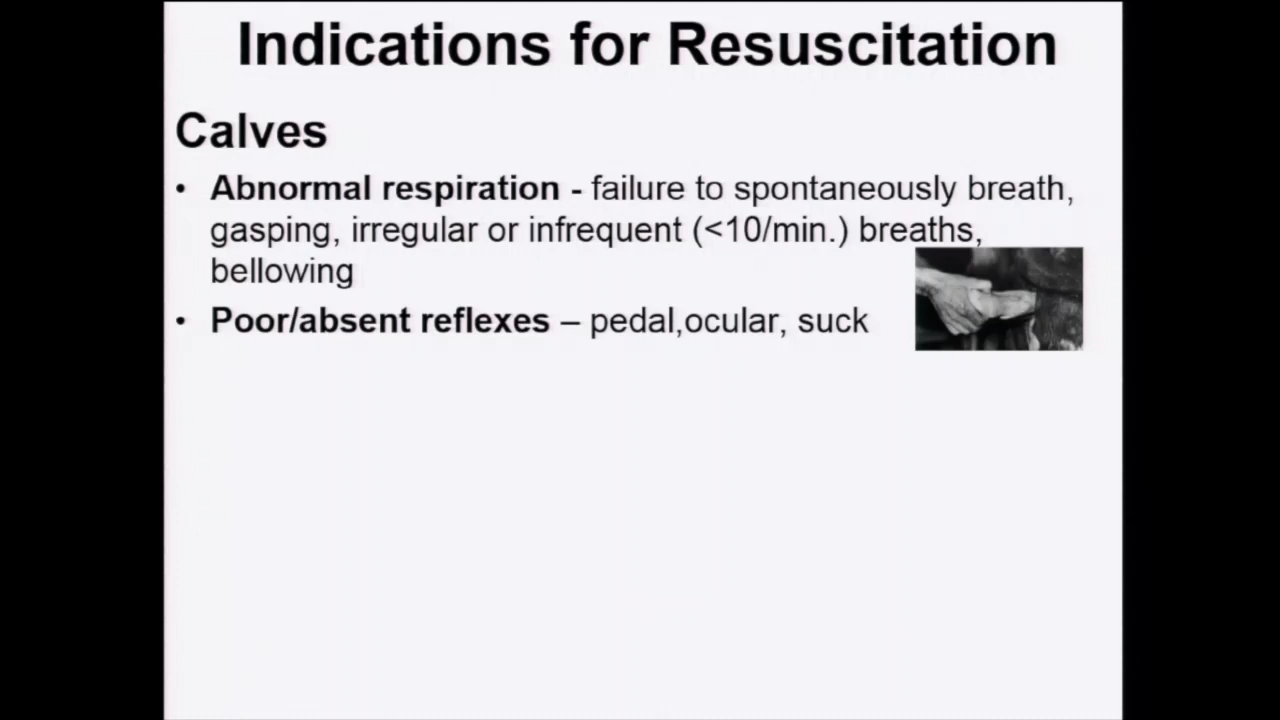 Indications for Resuscitation
Calves
• Abnormal respiration - failure to spontaneously breath,
gasping, irregular or infrequent (<10/min.) breaths,
bellowing
• Poor/absent reflexes – pedal,ocular, suck